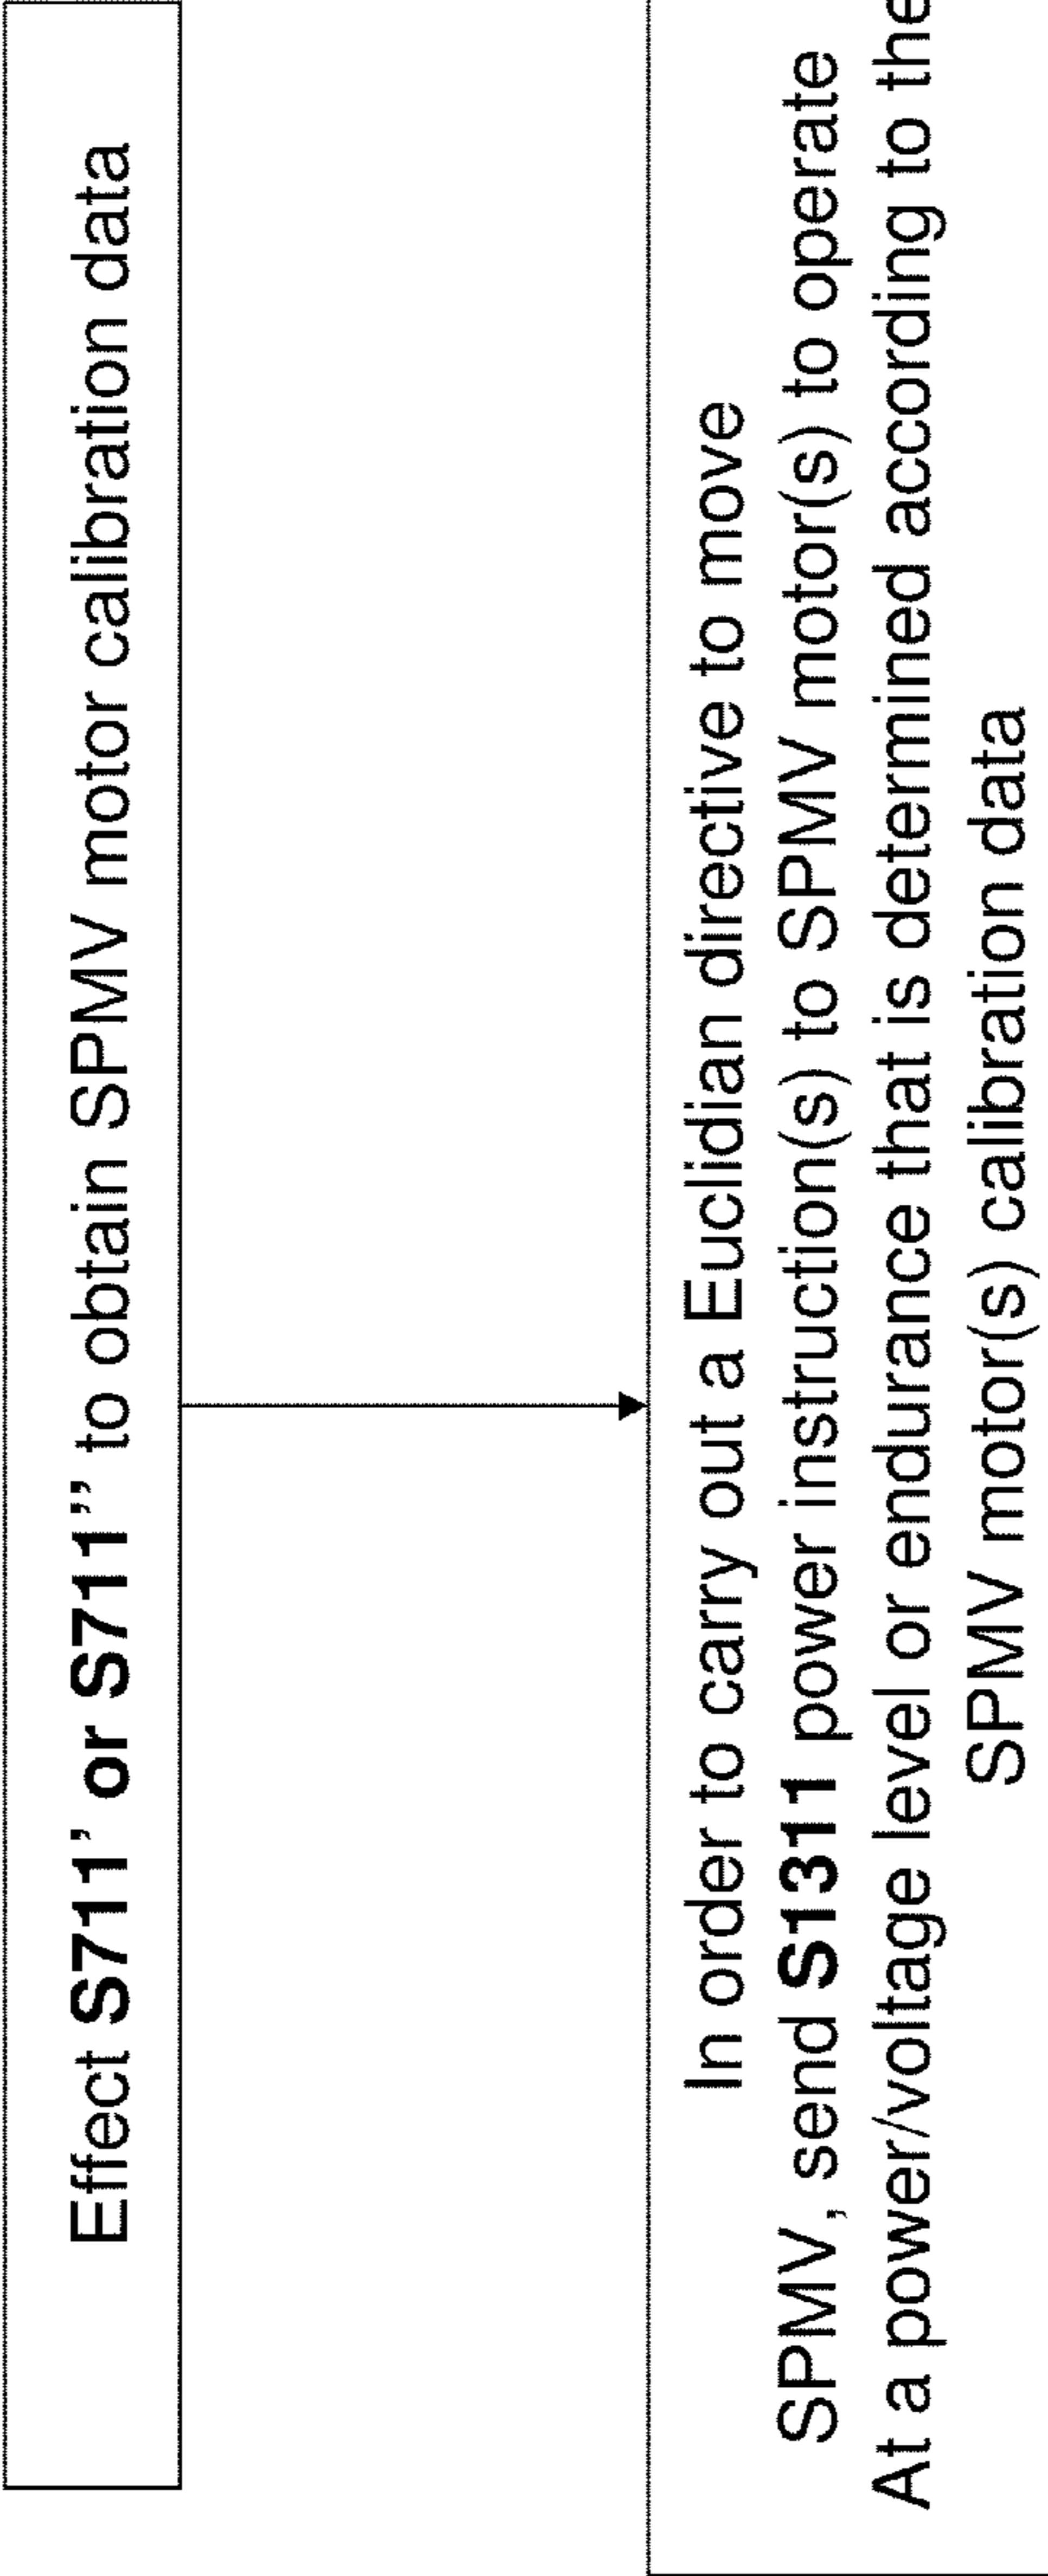 Effect S711' or S711'' to obtain SPMV motor calibration data
In order to carry out a Euclidian directive to move
SPMV, send S1311 power instruction(s) to SPMV motor(s) to operate
At a power/voltage level or endurance that is determined according to the
SPMV motor(s) calibration data